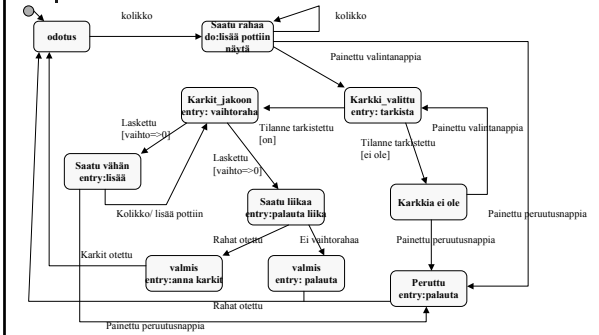 kolikko
kolikko
odotus
Saatu rahaa
do:lisää pottiin
näytä
Painettu valintanappia
Karkit_jakoon
entry: vaihtoraha
Karkki_valittu
entry: tarkista
Laskettu
[vaihto=>0]
Tilanne tarkistettu
[on]
Painettu valintanappia
Tilanne tarkistettu
[ei ole]
Saatu vähän
entry:lisää
Laskettu
[vaihto=>0]
Saatu liikaa
entry:palauta liika
Karkkia ei ole
Kolikko/ lisää pottiin
Painettu peruutusnappia
Rahat otettu
Ei vaihtorahaa
Painettu peruutusnappia
Karkit otettu
valmis
entry:anna karkit
valmis
entry: palauta
Peruttu
entry:palauta
Rahat otettu
Painettu peruutusnappia